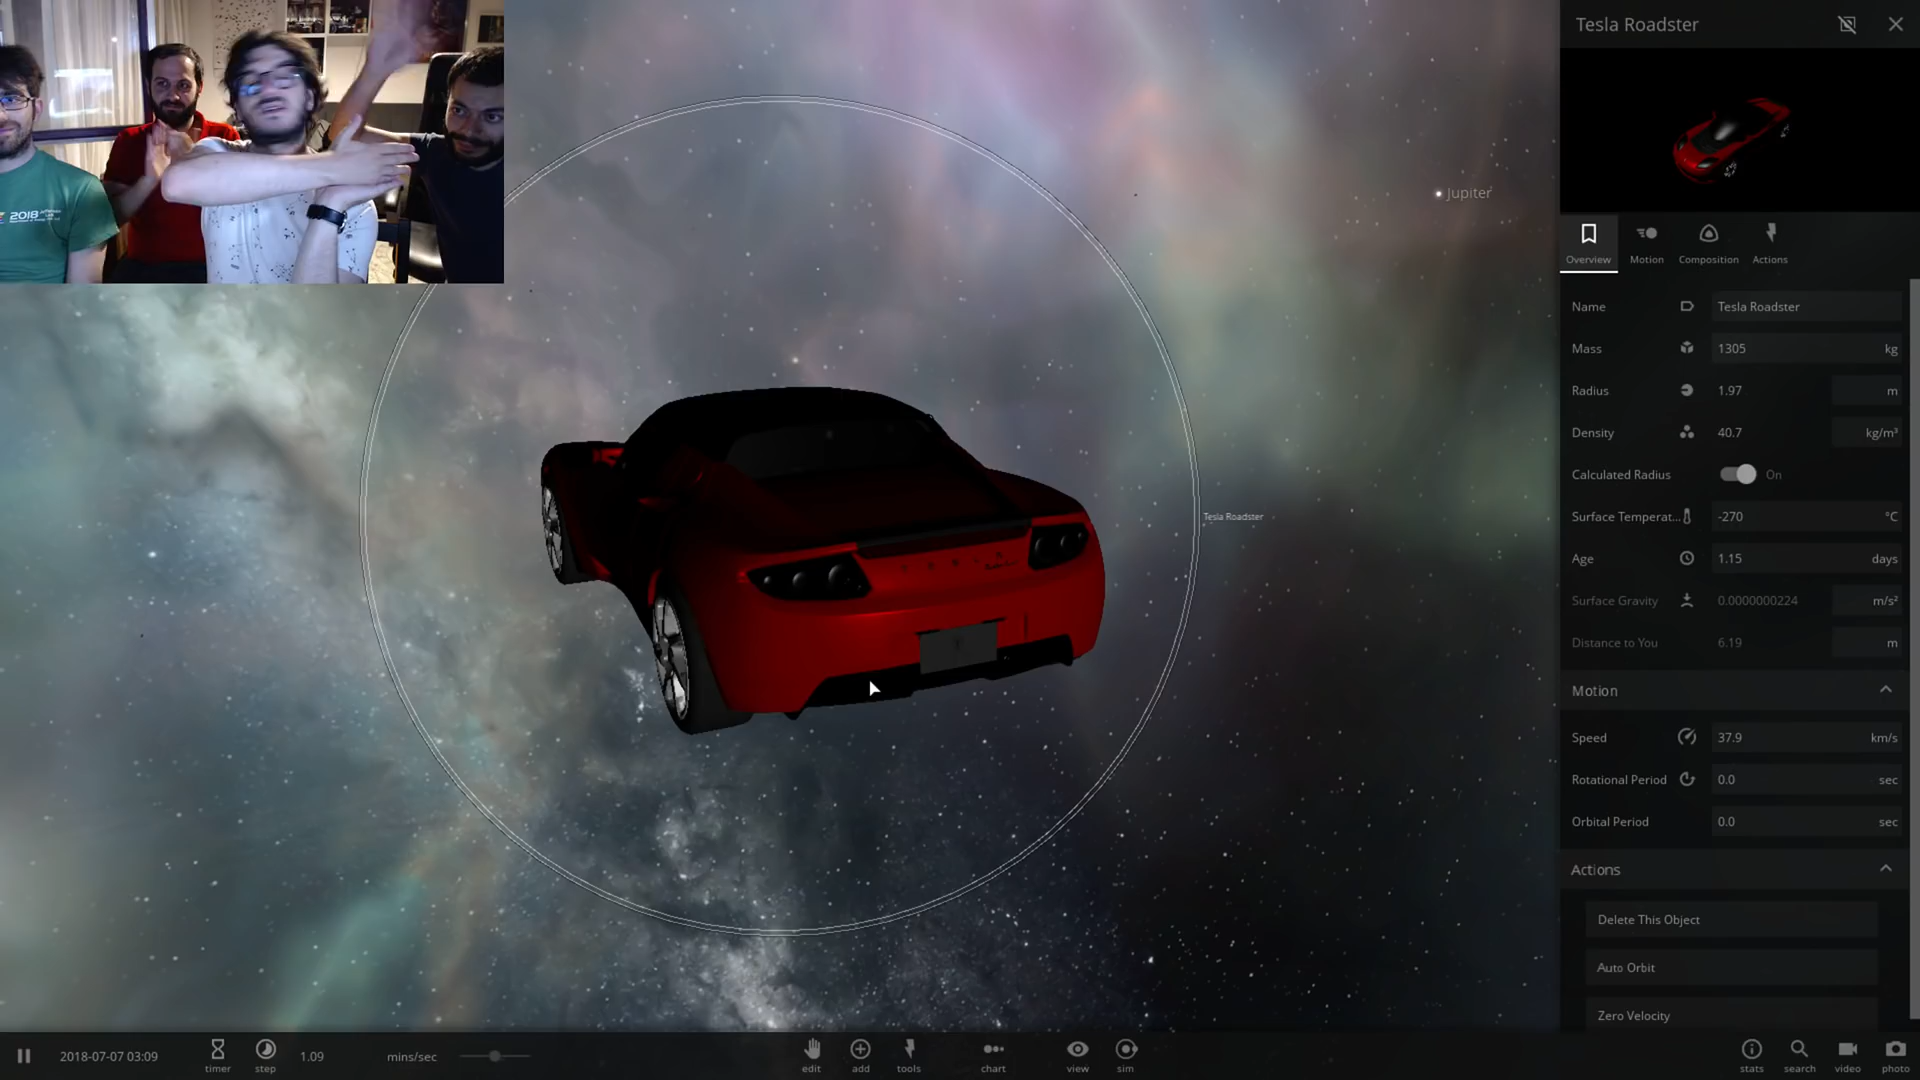 2018
Jupiter
Tesla Roadster
TESLA
Tesla Roadster
Overview
Motion
Composition
Actions
Name
Tesla Roadster
Mass
1305
kg
Radius
1.97
m
Density
40.7
kg/m³
Calculated Radius
On
Surface Temperat...
-270
°C
Age
1.15
days
Surface Gravity
0.0000000224
m/s²
Distance to You
6.19
m
Motion
Speed
37.9
km/s
Rotational Period
0.0
sec
Orbital Period
0.0
sec
Actions
Delete This Object
Auto Orbit
Zero Velocity
2018-07-07 03:09
timer
step
1.09
mins/sec
edit
add
tools
chart
view
sim
stats
search
video
photo